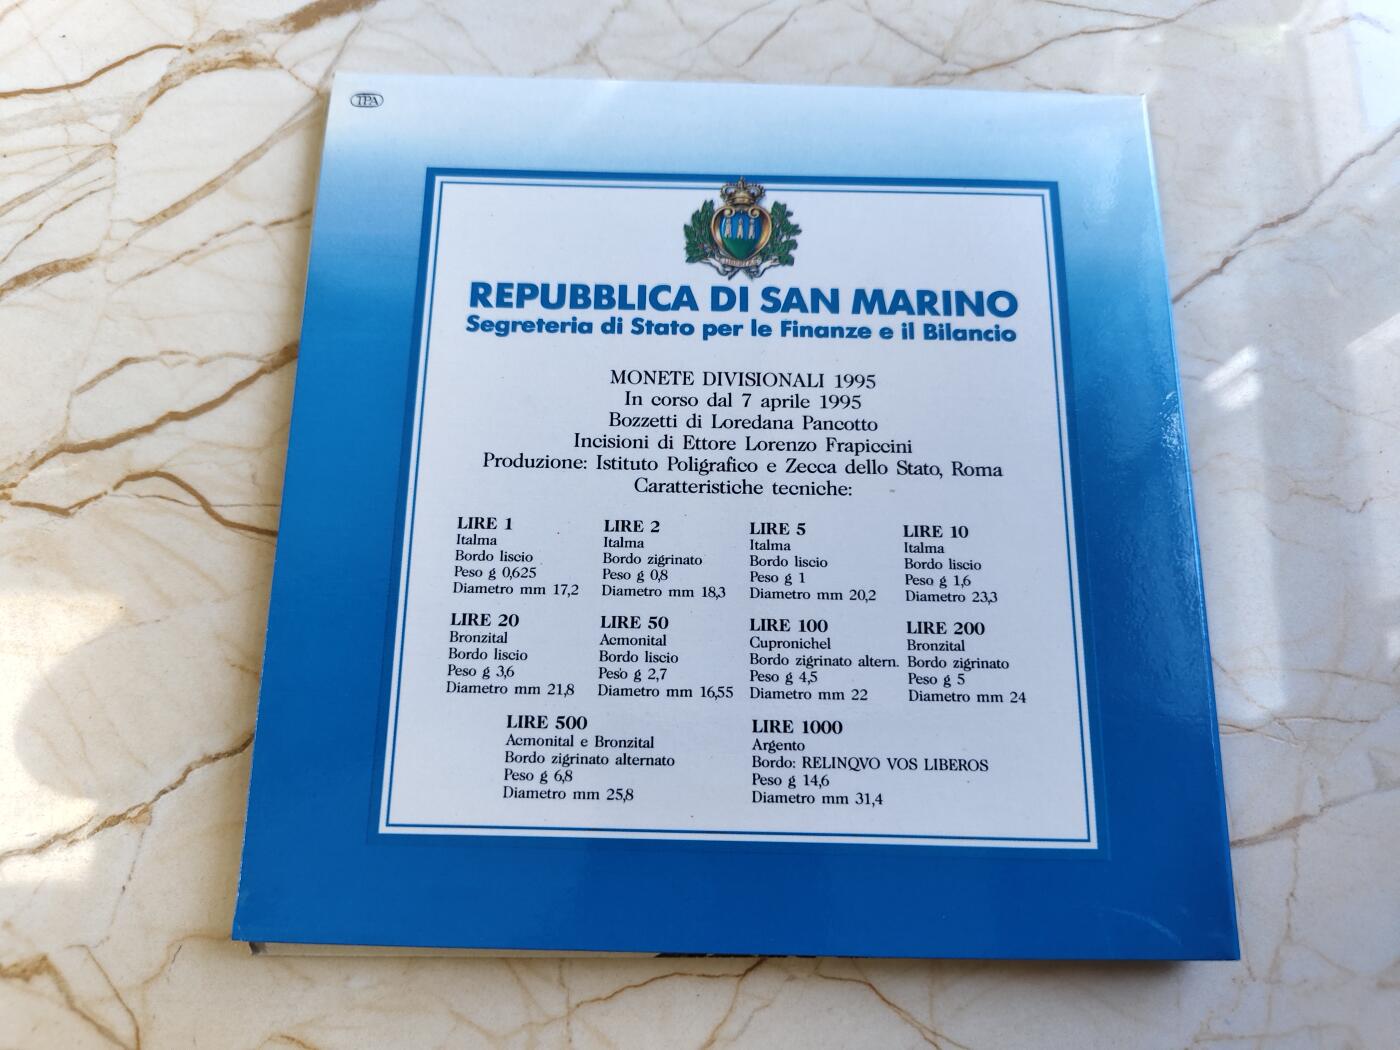 IPA
LIBERTAS
REPUBBLICA DI SAN MARINO
Segreteria di Stato per le Finanze e il Bilancio
MONETE DIVISIONALI 1995
In corso dal 7 aprile 1995
Bozzetti di Loredana Pancotto
Incisioni di Ettore Lorenzo Frapiccini
Produzione: Istituto Poligrafico e Zecca dello Stato, Roma
Caratteristiche tecniche:
LIRE 1
Italma
Bordo liscio
Peso g 0,625
Diametro mm 17,2
LIRE 2
Italma
Bordo zigrinato
Peso g 0,8
Diametro mm 18,3
LIRE 5
Italma
Bordo liscio
Peso g 1
Diametro mm 20,2
LIRE 10
Italma
Bordo liscio
Peso g 1,6
Diametro mm 23,3
LIRE 20
Bronzital
Bordo liscio
Peso g 3,6
Diametro mm 21,8
LIRE 50
Acmonital
Bordo liscio
Peso g 2,7
Diametro mm 16,55
LIRE 100
Cupronichel
Bordo zigrinato altern.
Peso g 4,5
Diametro mm 22
LIRE 200
Bronzital
Bordo zigrinato
Peso g 5
Diametro mm 24
LIRE 500
Acmonital e Bronzital
Bordo zigrinato alternato
Peso g 6,8
Diametro mm 25,8
LIRE 1000
Argento
Bordo: RELINQVO VOS LIBEROS
Peso g 14,6
Diametro mm 31,4